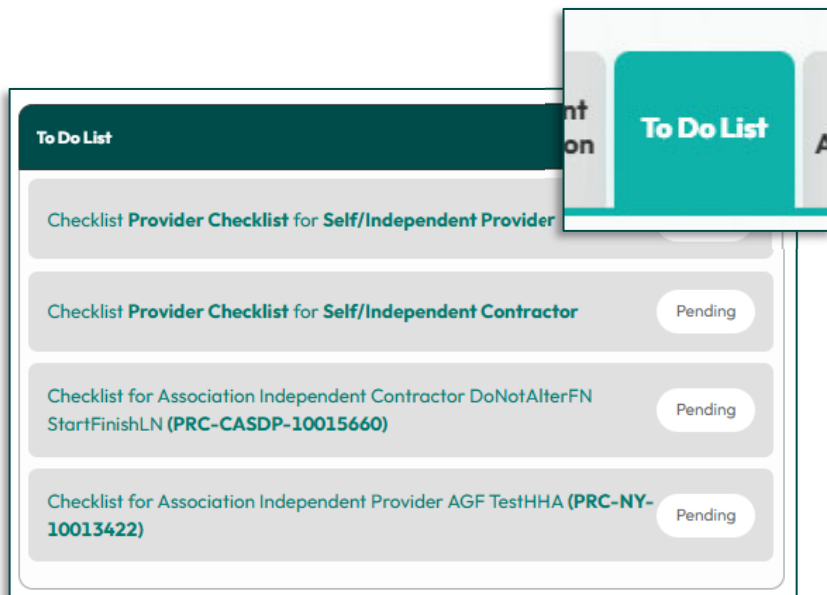 nt
on
To Do List
A
To Do List
Checklist Provider Checklist for Self/Independent Provider
Checklist Provider Checklist for Self/Independent Contractor
Pending
Checklist for Association Independent Contractor DoNotAlterFN
StartFinishLN (PRC-CASDP-10015660)
Pending
Checklist for Association Independent Provider AGF TestHHA (PRC-NY-
10013422)
Pending